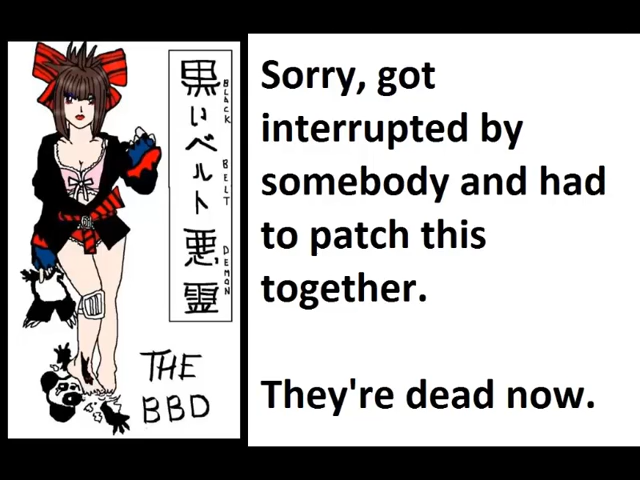 黒いベルト悪霊
BLACK BELT DEMON
THE
BBD
Sorry, got
interrupted by
somebody and had
to patch this
together.
They're dead now.